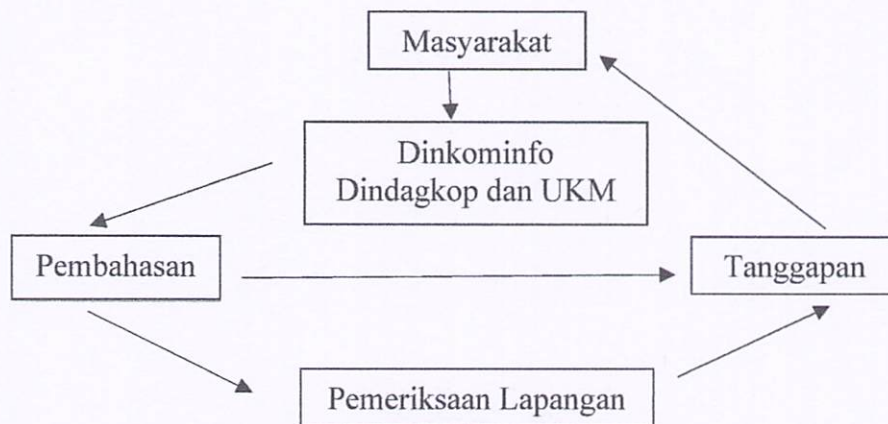 Masyarakat
Dinkominfo
Dindagkop dan UKM
Pembahasan
Tanggapan
Pemeriksaan Lapangan